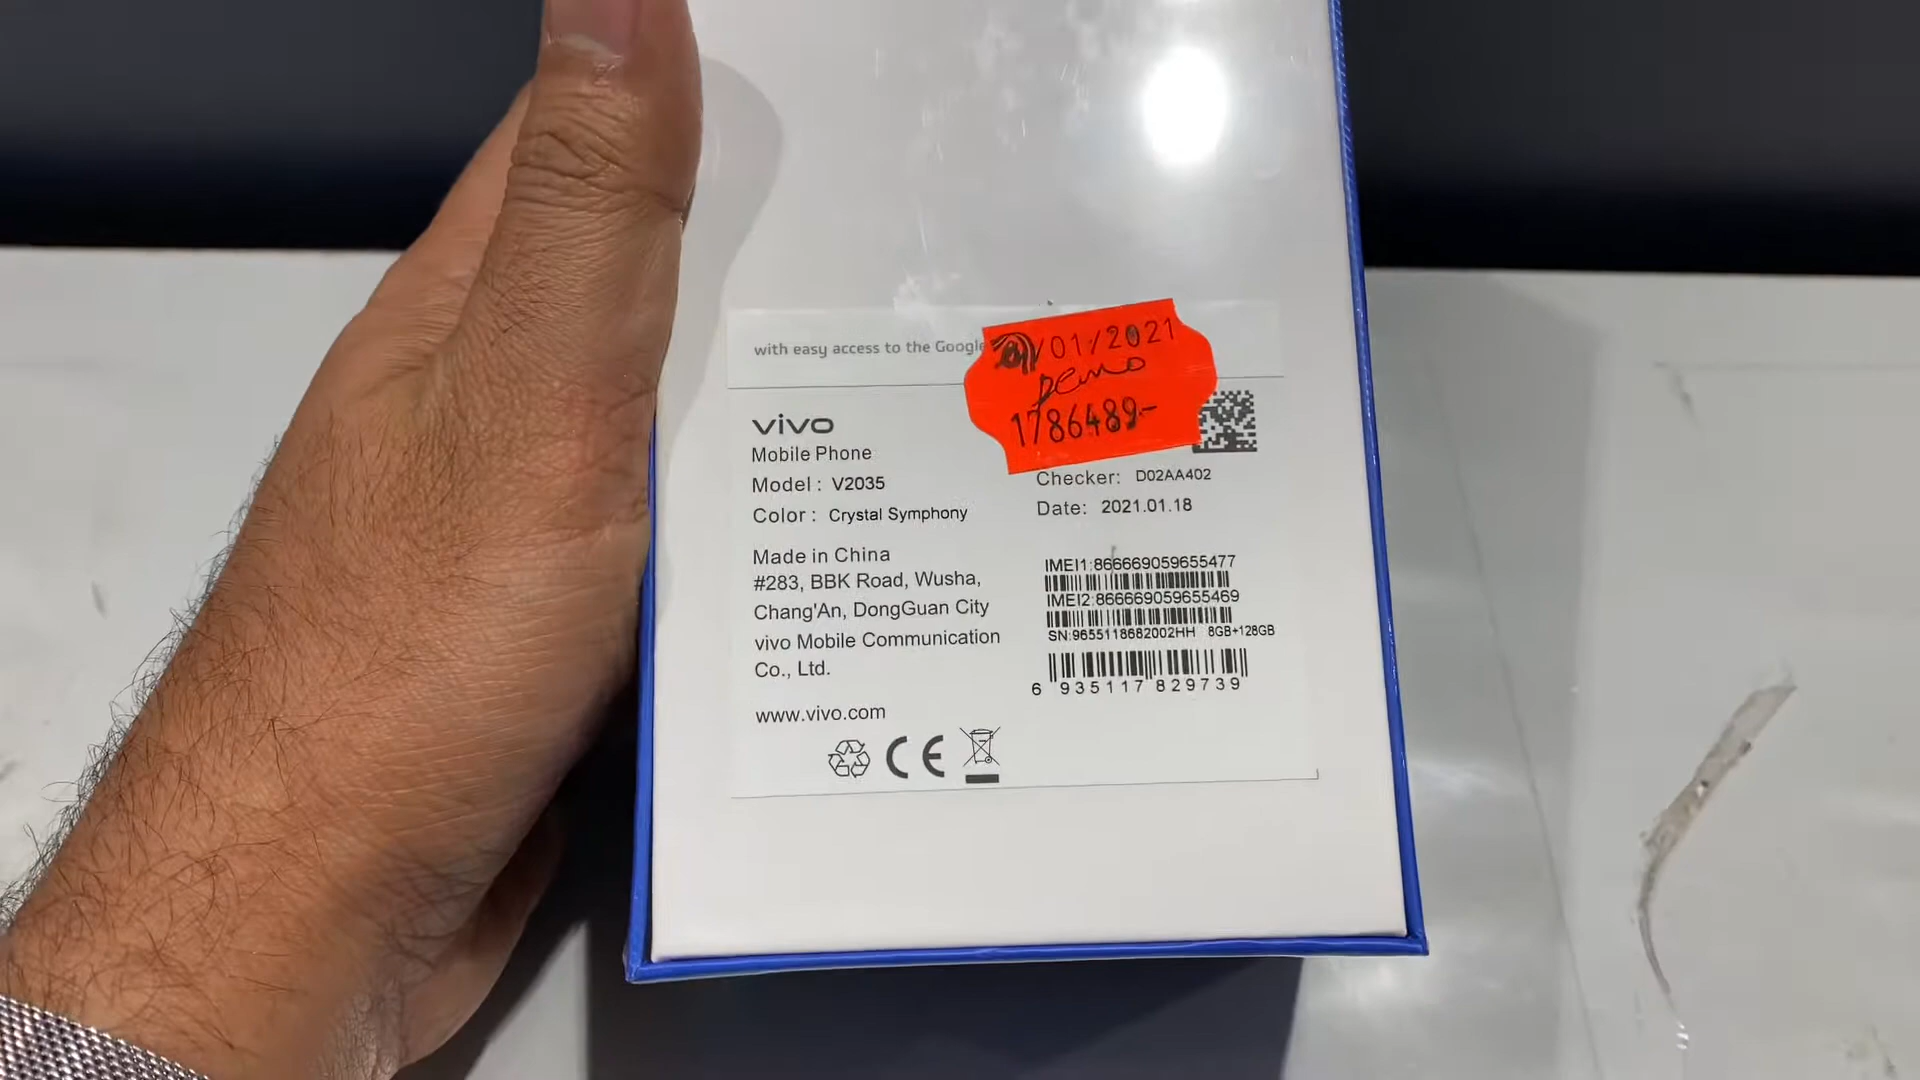 with easy access to the Google
/01/2021
Demo
1786489.-
vivo
Mobile Phone
Model : V2035
Color : Crystal Symphony
Made in China
#283, BBK Road, Wusha,
Chang'An, DongGuan City
vivo Mobile Communication
Co., Ltd.
www.vivo.com
CE
Checker: D02AA402
Date: 2021.01.18
IMEI1:866669059655477
IMEI2:866669059655469
SN:9655118682002HH 8GB+128GB
6 935117 829739